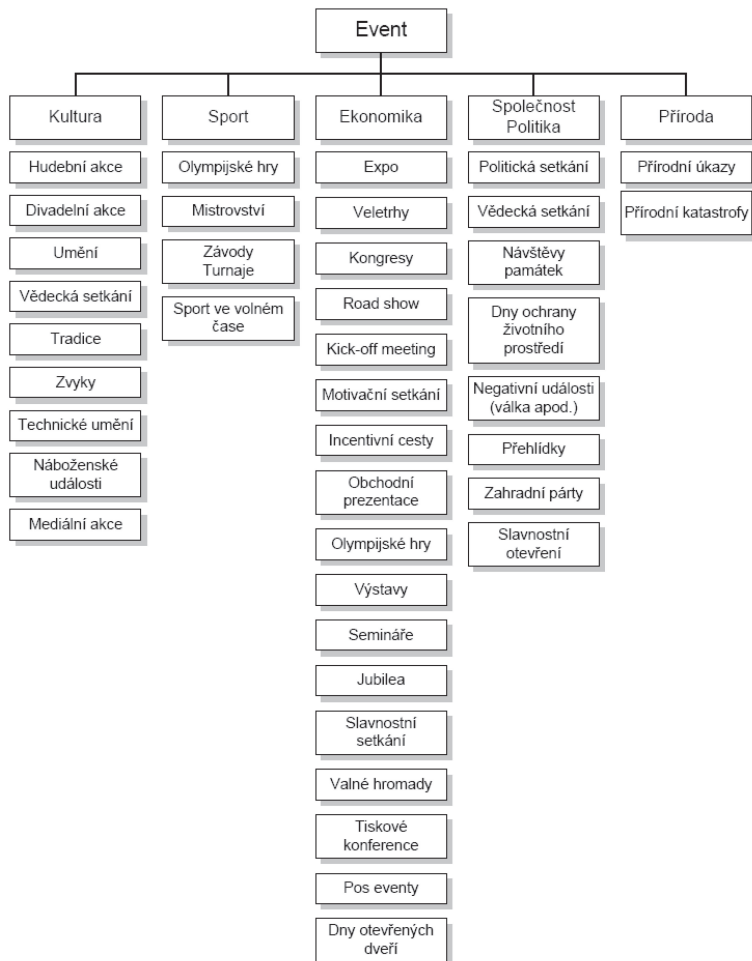 Event
Kultura
Hudební akce
Divadelní akce
Umění
Vědecká setkání
Tradice
Zvyky
Technické umění
Náboženské
události
Mediální akce
Sport
Olympijské hry
Mistrovství
Závody
Turnaje
Sport ve volném
čase
Ekonomika
Expo
Veletrhy
Kongresy
Road show
Kick-off meeting
Motivační setkání
Incentivní cesty
Obchodní
prezentace
Olympijské hry
Výstavy
Semináře
Jubilea
Slavnostní
setkání
Valné hromady
Tiskové
konference
Pos eventy
Dny otevřených
dveří
Společnost
Politika
Politická setkání
Vědecká setkání
Návštěvy
památek
Dny ochrany
životního
prostředí
Negativní události
(válka apod.)
Přehlídky
Zahradní párty
Slavnostní
otevření
Příroda
Přírodní úkazy
Přírodní katastrofy